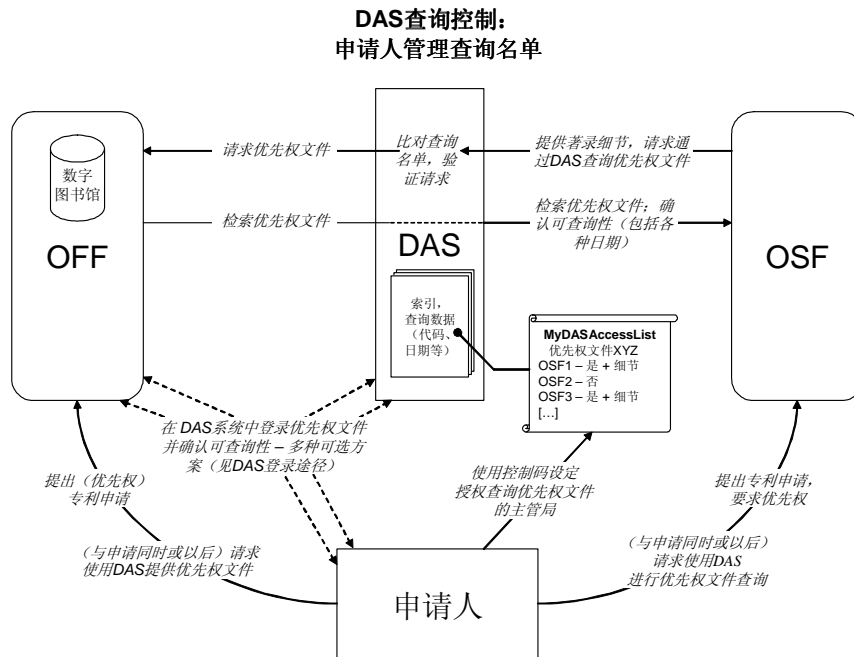 DAS查询控制：
申请人管理查询名单
数字
图书馆
OFF
请求优先权文件
比对查询
名单，验
证请求
提供著录细节，请求通
过DAS查询优先权文件
检索优先权文件
检索优先权文件；确
认可查询性（包括各
种日期）
DAS
OSF
索引，
查询数据
（代码、
日期等）
MyDASAccessList
优先权文件XYZ
OSF1 – 是 + 细节
OSF2 – 否
OSF3 – 是 + 细节
[…]
在 DAS系统中登录优先权文件
并确认可查询性 – 多种可选方
案（见DAS登录途径）
提出（优先权）
专利申请
使用控制码设定
授权查询优先权文件
的主管局
提出专利申请，
要求优先权
（与申请同时或以后）请求
使用DAS提供优先权文件
（与申请同时或以后）
请求使用DAS
进行优先权文件查询
申请人